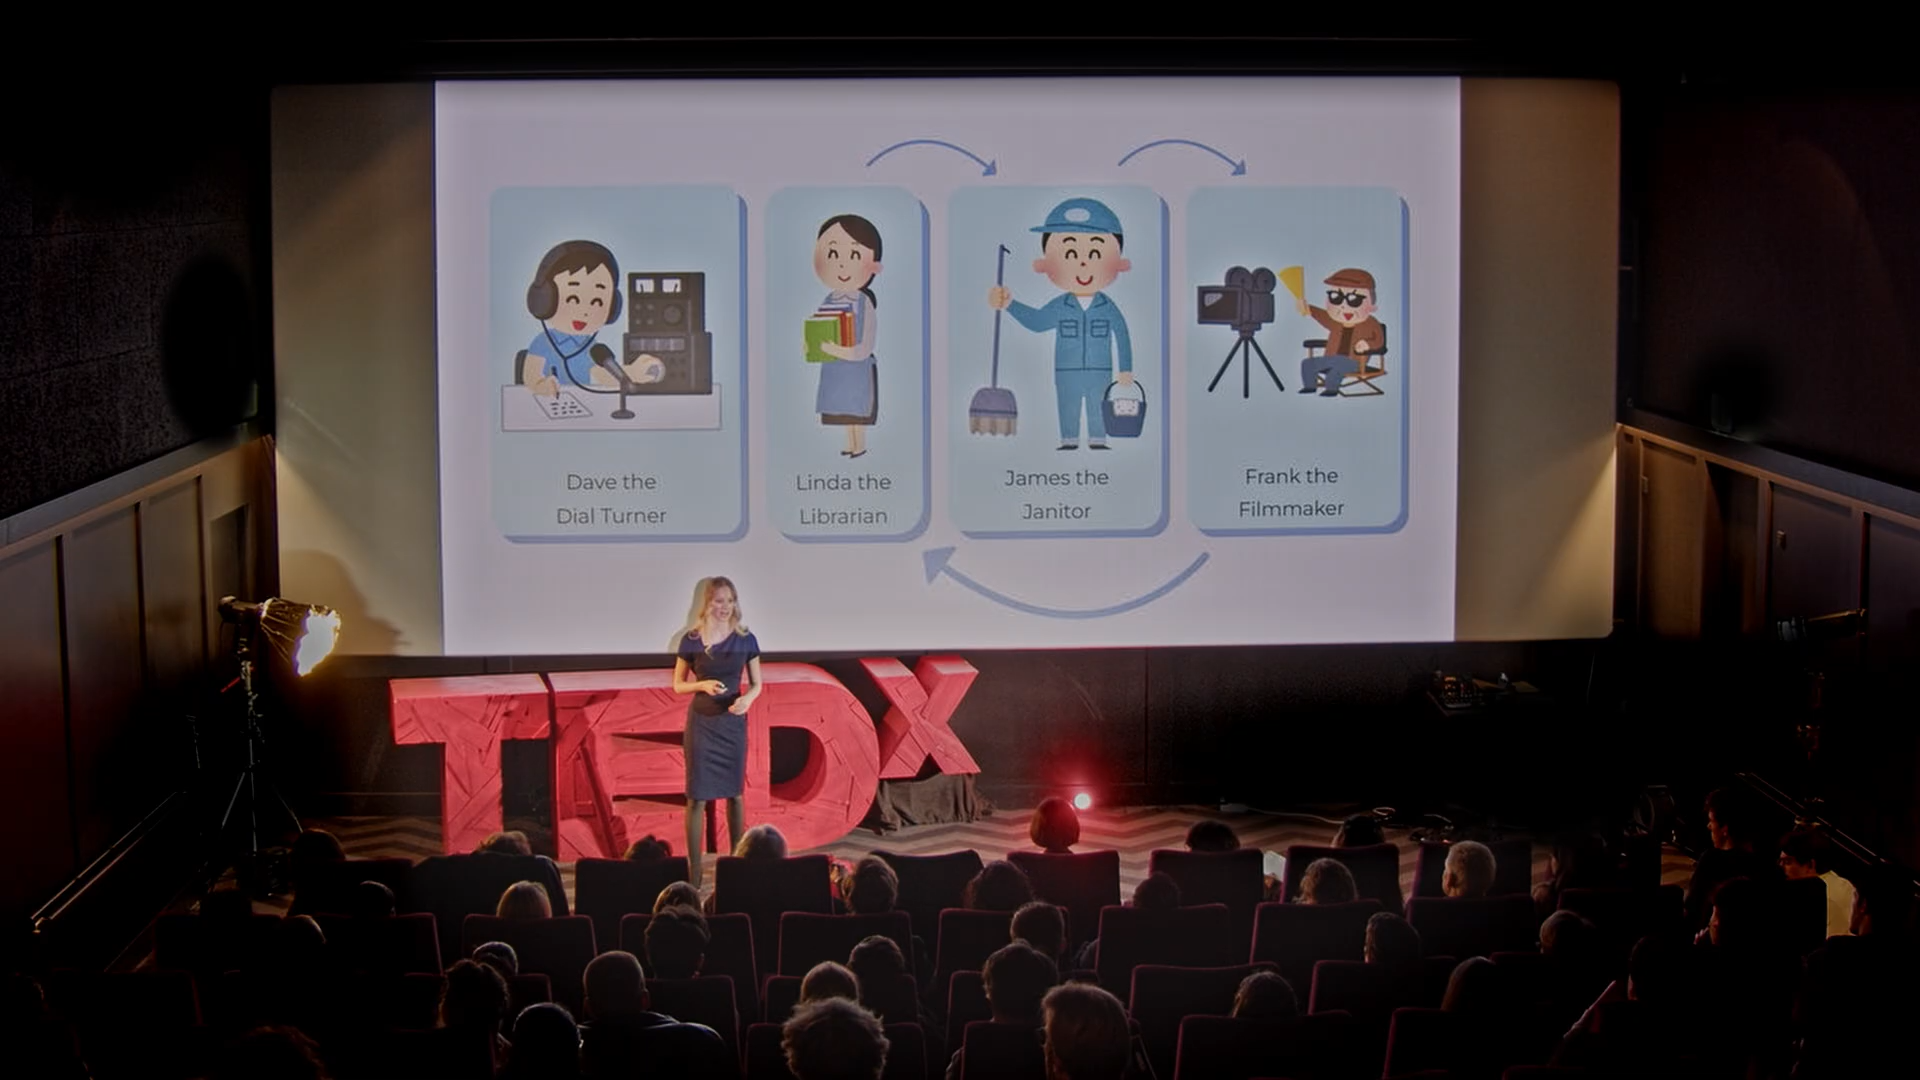 Dave the
Dial Turner
Linda the
Librarian
James the
Janitor
Frank the
Filmmaker
TEDx